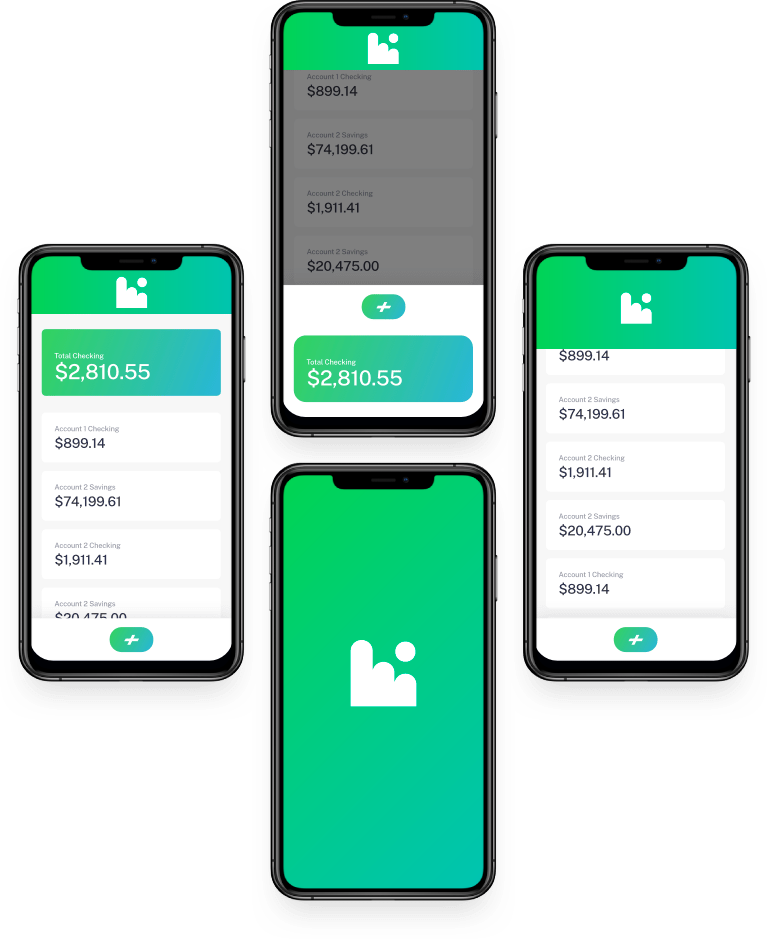 Account 1 Checking
$899.14
Account 2 Savings
$74,199.61
Account 2 Checking
$1,911.41
Account 2 Savings
$20,475.00
Total Checking
$2,810.55
Total Checking
$2,810.55
Account 1 Checking
$899.14
Account 2 Savings
$74,199.61
Account 2 Checking
$1,911.41
Account 2 Savings
$20,475.00
$899.14
Account 2 Savings
$74,199.61
Account 2 Checking
$1,911.41
Account 2 Savings
$20,475.00
Account 1 Checking
$899.14